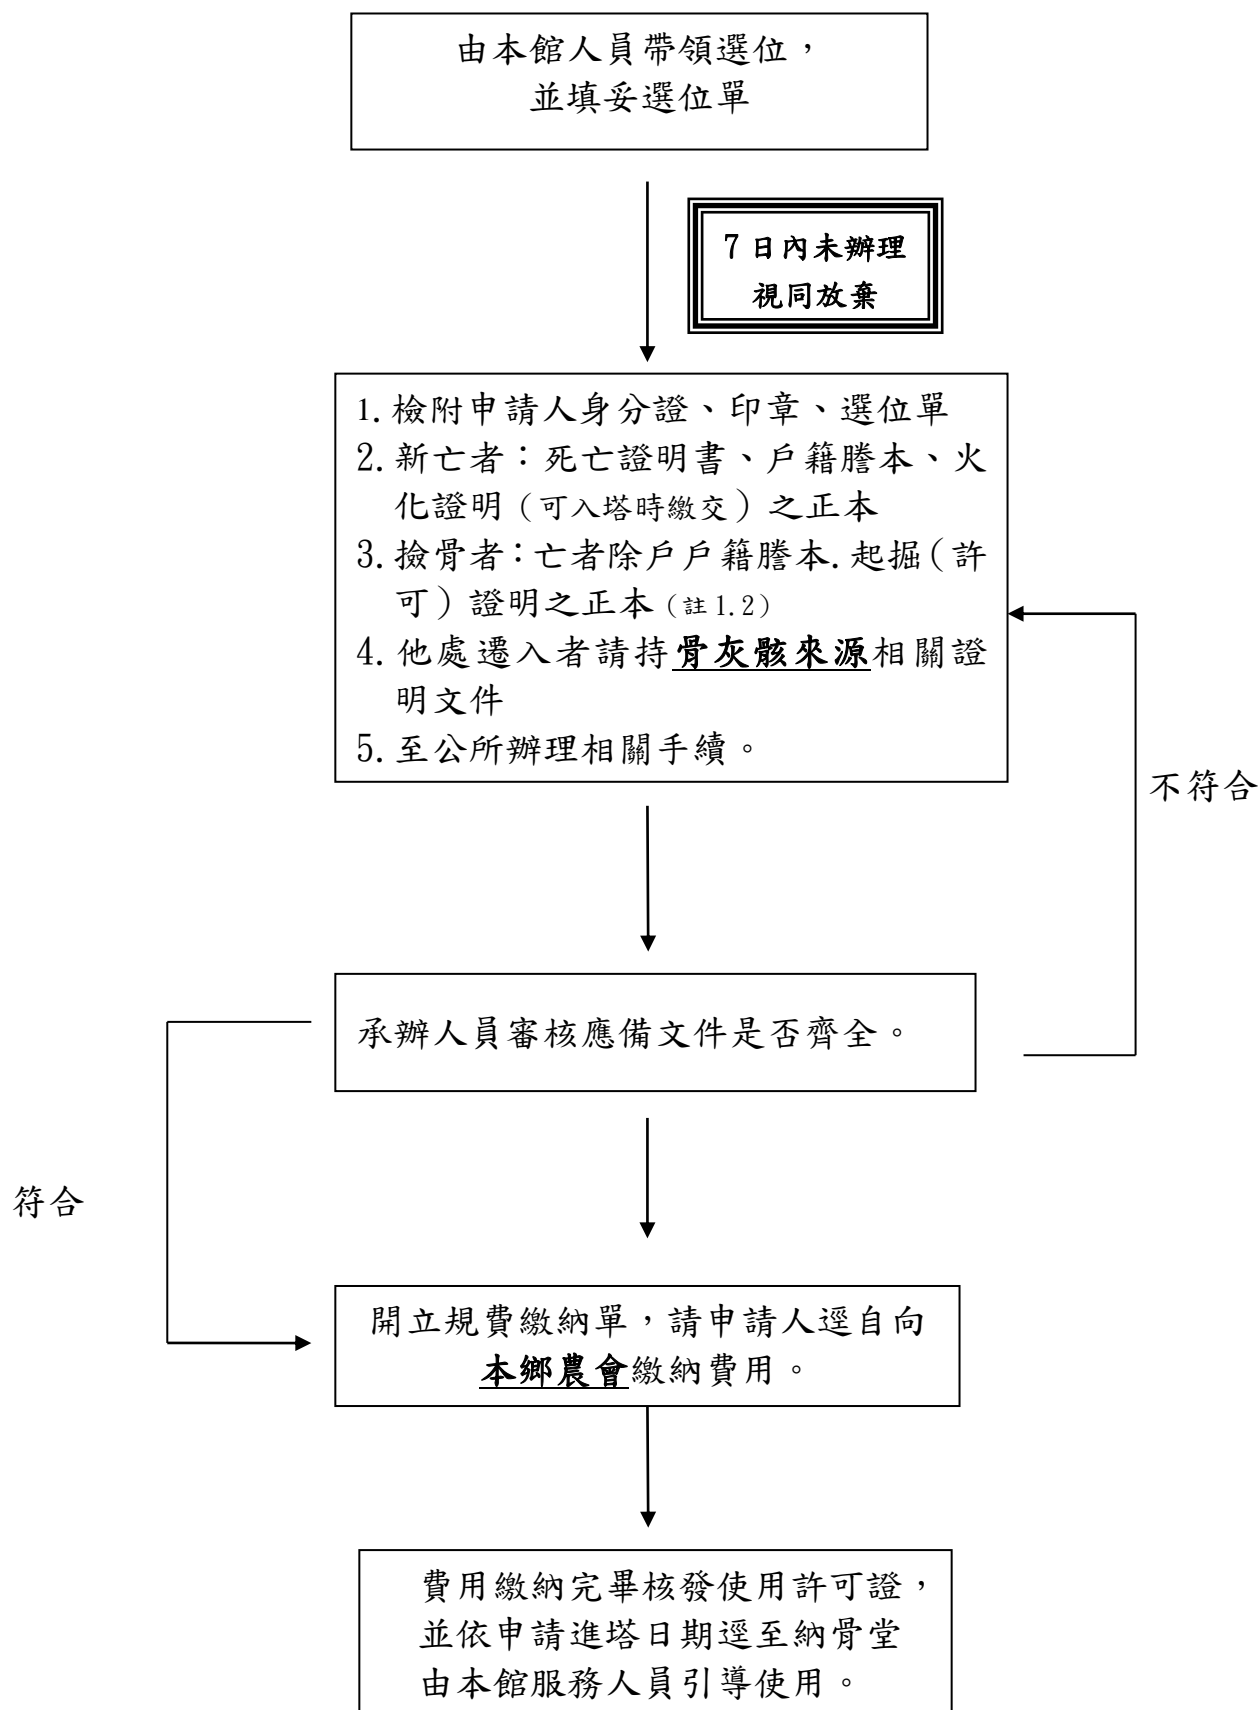 由本館人員帶領選位，
並填妥選位單
7日內未辦理
視同放棄
1.檢附申請人身分證、印章、選位單
2.新亡者：死亡證明書、戶籍謄本、火
化證明（可入塔時繳交）之正本
3.撿骨者：亡者除戶戶籍謄本.起掘（許
可）證明之正本（註1.2）
4.他處遷入者請持骨灰骸來源相關證
明文件
5.至公所辦理相關手續。
不符合
承辦人員審核應備文件是否齊全。
符合
開立規費繳納單，請申請人逕自向
本鄉農會繳納費用。
費用繳納完畢核發使用許可證，
並依申請進塔日期逕至納骨堂
由本館服務人員引導使用。